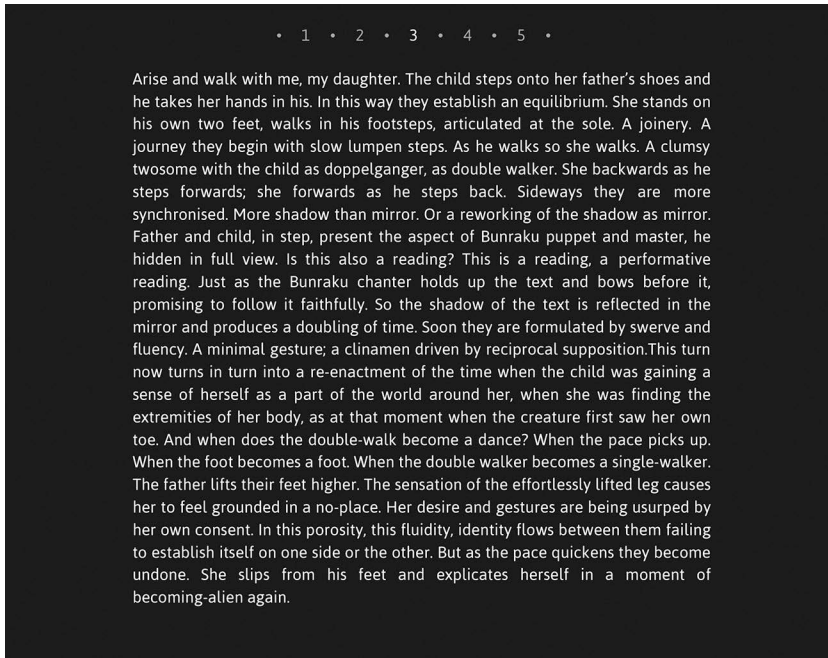 • 1 • 2 • 3 • 4 • 5 •
Arise and walk with me, my daughter. The child steps onto her father’s shoes and
he takes her hands in his. In this way they establish an equilibrium. She stands on
his own two feet, walks in his footsteps, articulated at the sole. A joinery. A
journey they begin with slow lumpen steps. As he walks so she walks. A clumsy
twosome with the child as doppelganger, as double walker. She backwards as he
steps forwards; she forwards as he steps back. Sideways they are more
synchronised. More shadow than mirror. Or a reworking of the shadow as mirror.
Father and child, in step, present the aspect of Bunraku puppet and master, he
hidden in full view. Is this also a reading? This is a reading, a performative
reading. Just as the Bunraku chanter holds up the text and bows before it,
promising to follow it faithfully. So the shadow of the text is reflected in the
mirror and produces a doubling of time. Soon they are formulated by swerve and
fluency. A minimal gesture; a clinamen driven by reciprocal supposition.This turn
now turns in turn into a re-enactment of the time when the child was gaining a
sense of herself as a part of the world around her, when she was finding the
extremities of her body, as at that moment when the creature first saw her own
toe. And when does the double-walk become a dance? When the pace picks up.
When the foot becomes a foot. When the double walker becomes a single-walker.
The father lifts their feet higher. The sensation of the effortlessly lifted leg causes
her to feel grounded in a no-place. Her desire and gestures are being usurped by
her own consent. In this porosity, this fluidity, identity flows between them failing
to establish itself on one side or the other. But as the pace quickens they become
undone. She slips from his feet and explicates herself in a moment of
becoming-alien again.